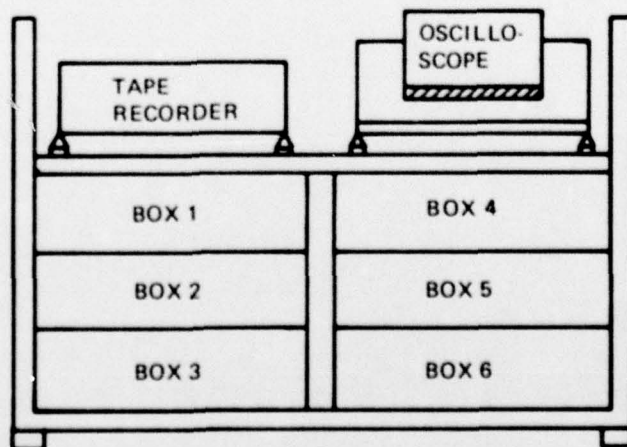 OSCILLO-
SCOPE
TAPE
RECORDER
BOX 1
BOX 4
BOX 2
BOX 5
BOX 3
BOX 6